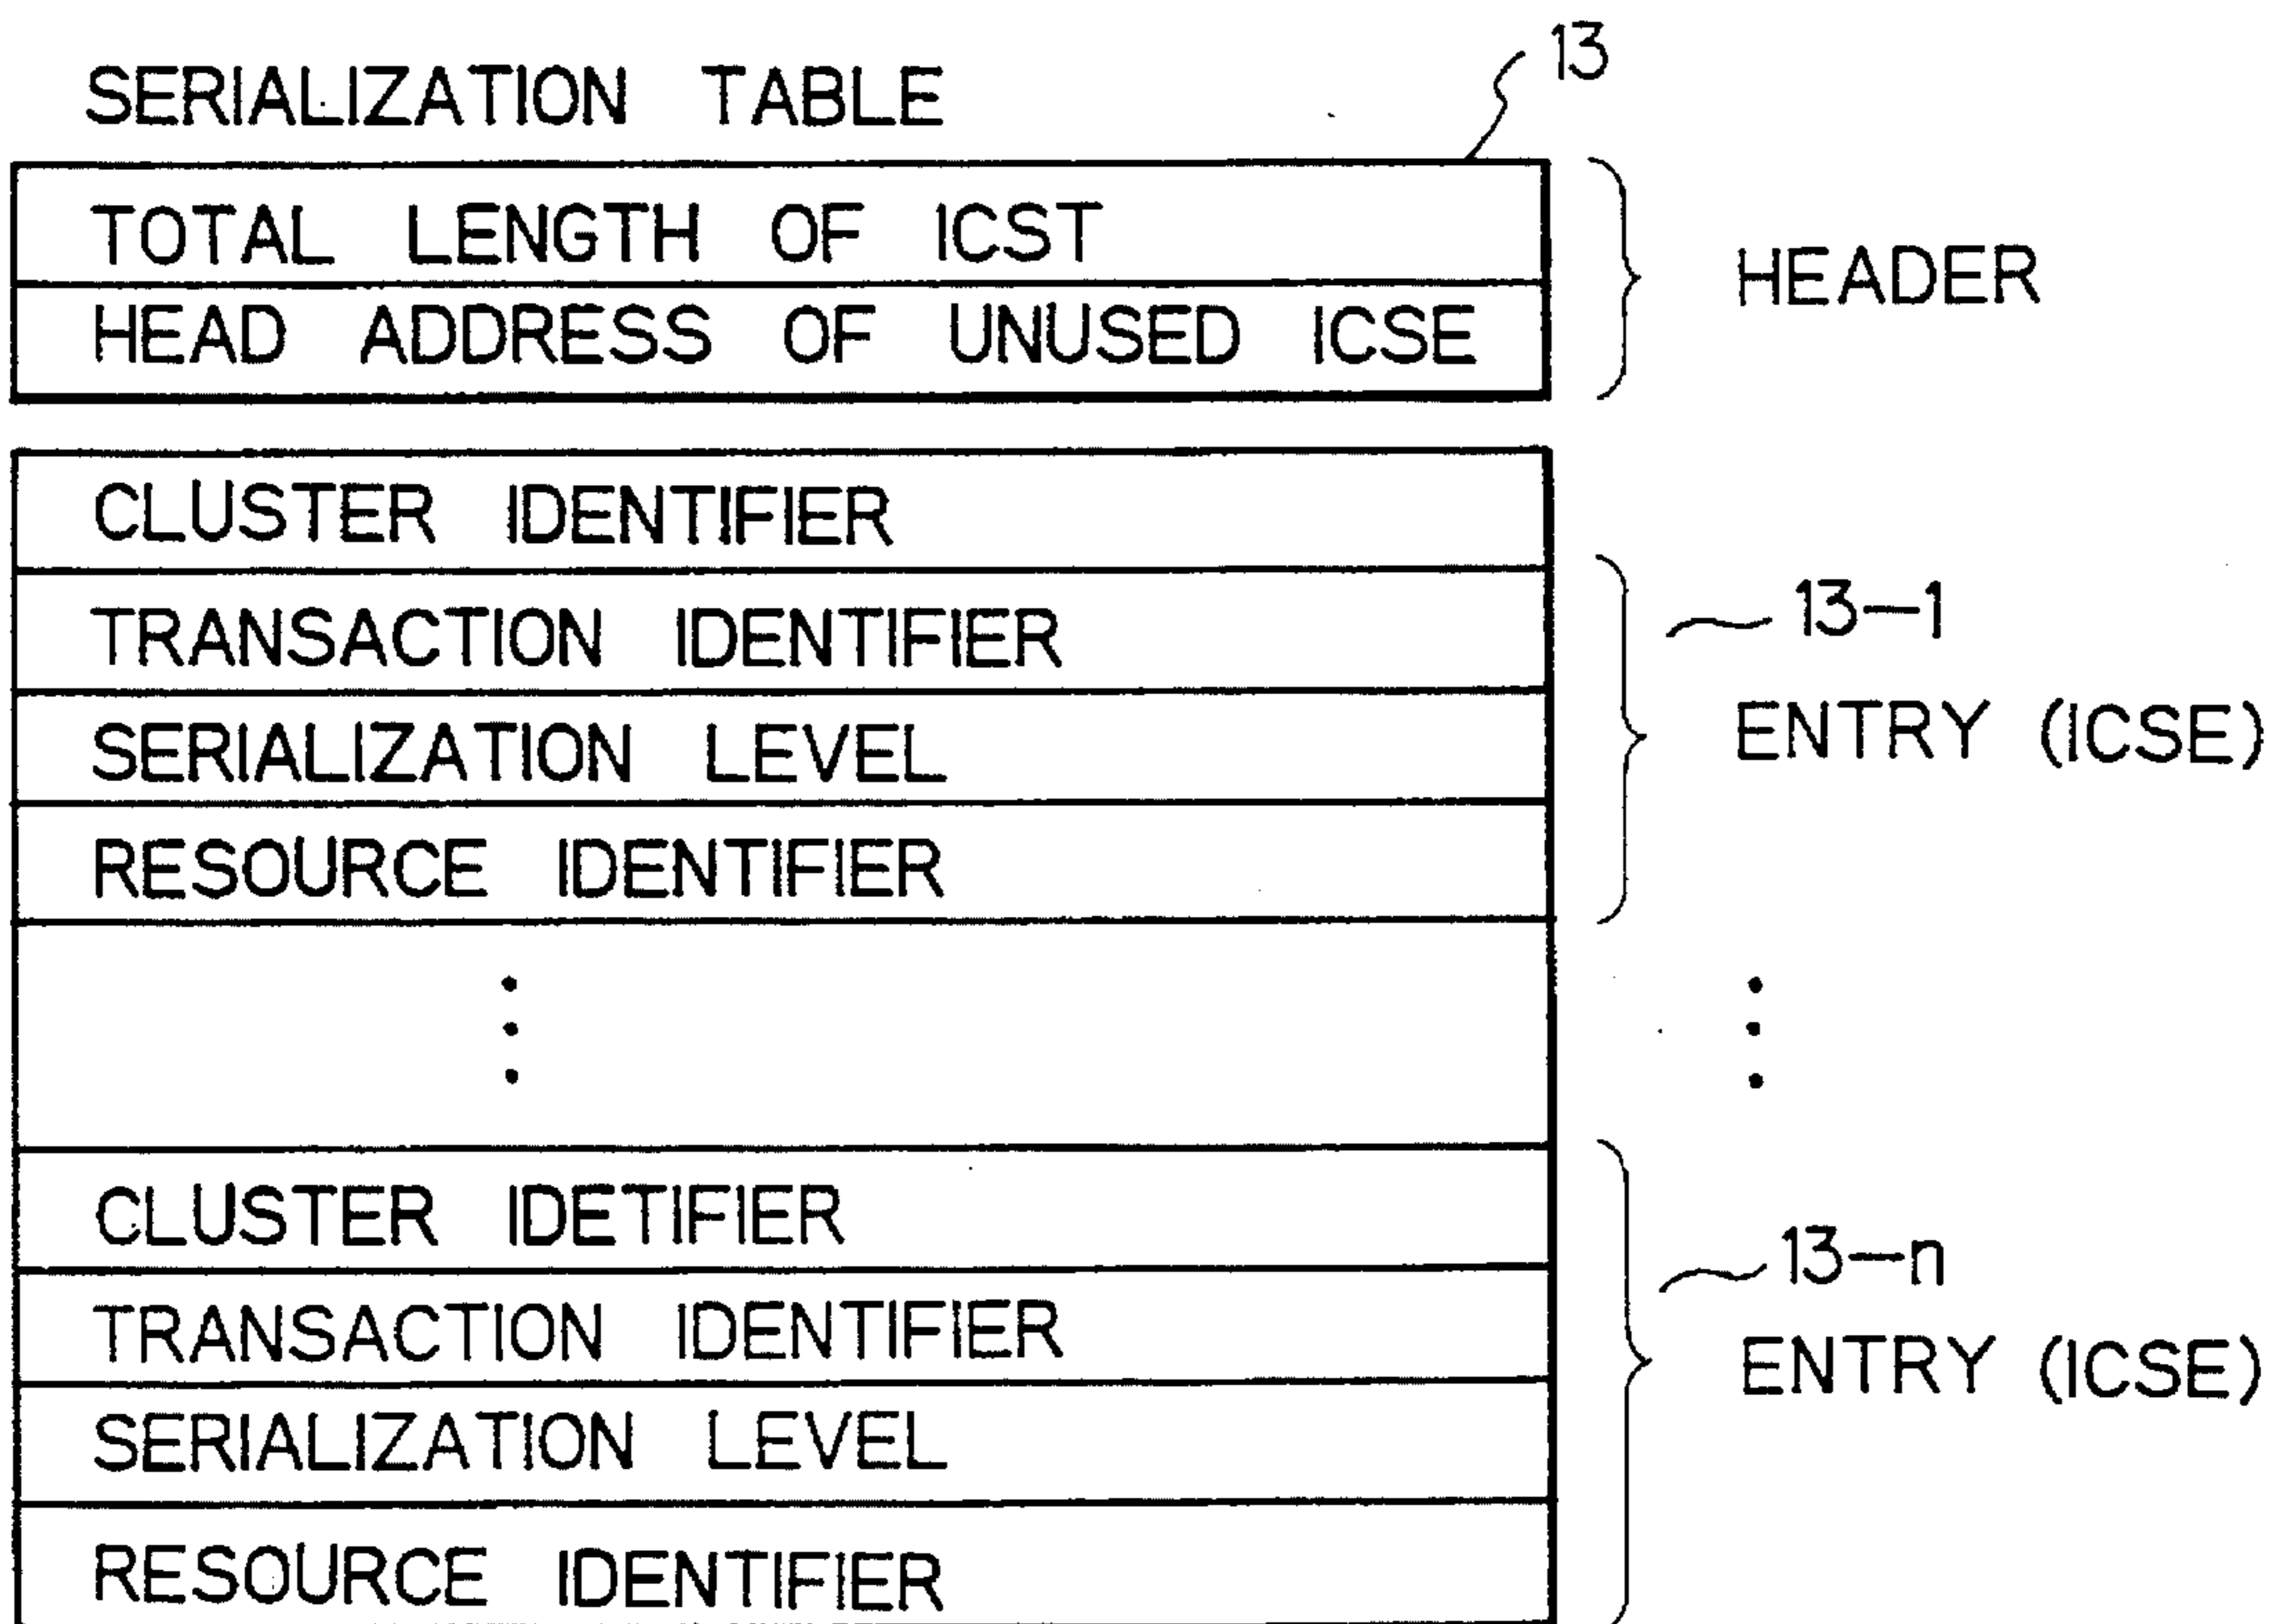 SERIALIZATION TABLE
13
TOTAL LENGTH OF ICST
HEAD ADDRESS OF UNUSED ICSE
HEADER
CLUSTER IDENTIFIER
TRANSACTION IDENTIFIER
SERIALIZATION LEVEL
RESOURCE IDENTIFIER
13-1
ENTRY (ICSE)
CLUSTER IDETIFIER
TRANSACTION IDENTIFIER
SERIALIZATION LEVEL
RESOURCE IDENTIFIER
13-n
ENTRY (ICSE)